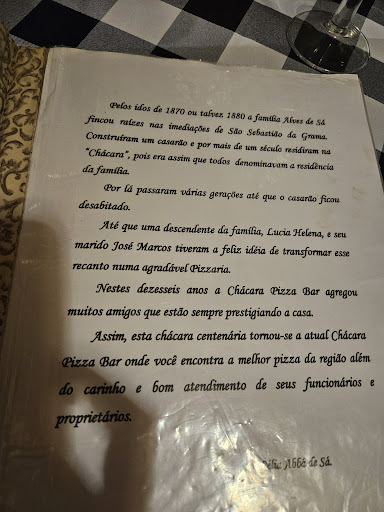 Pelos idos de 1870 ou talvez 1880 a família Alves de Sá
fincou raízes nas imediações de São Sebastião da Grama.
Construíram um casarão e por mais de um século residiram na
"Chácara", pois era assim que todos denominavam a residência
da família.
Por lá passaram várias gerações até que o casarão ficou
desabitado.
Até que uma descendente da família, Lucia Helena, e seu
marido José Marcos tiveram a feliz idéia de transformar esse
recanto numa agradável Pizzaria.
Nestes dezesseis anos a Chácara Pizza Bar agregou
muitos amigos que estão sempre prestigiando a casa.
Assim, esta chácara centenária tornou-se a atual Chácara
Pizza Bar onde você encontra a melhor pizza da região além
do carinho e bom atendimento de seus funcionários e
proprietários.
de Sá